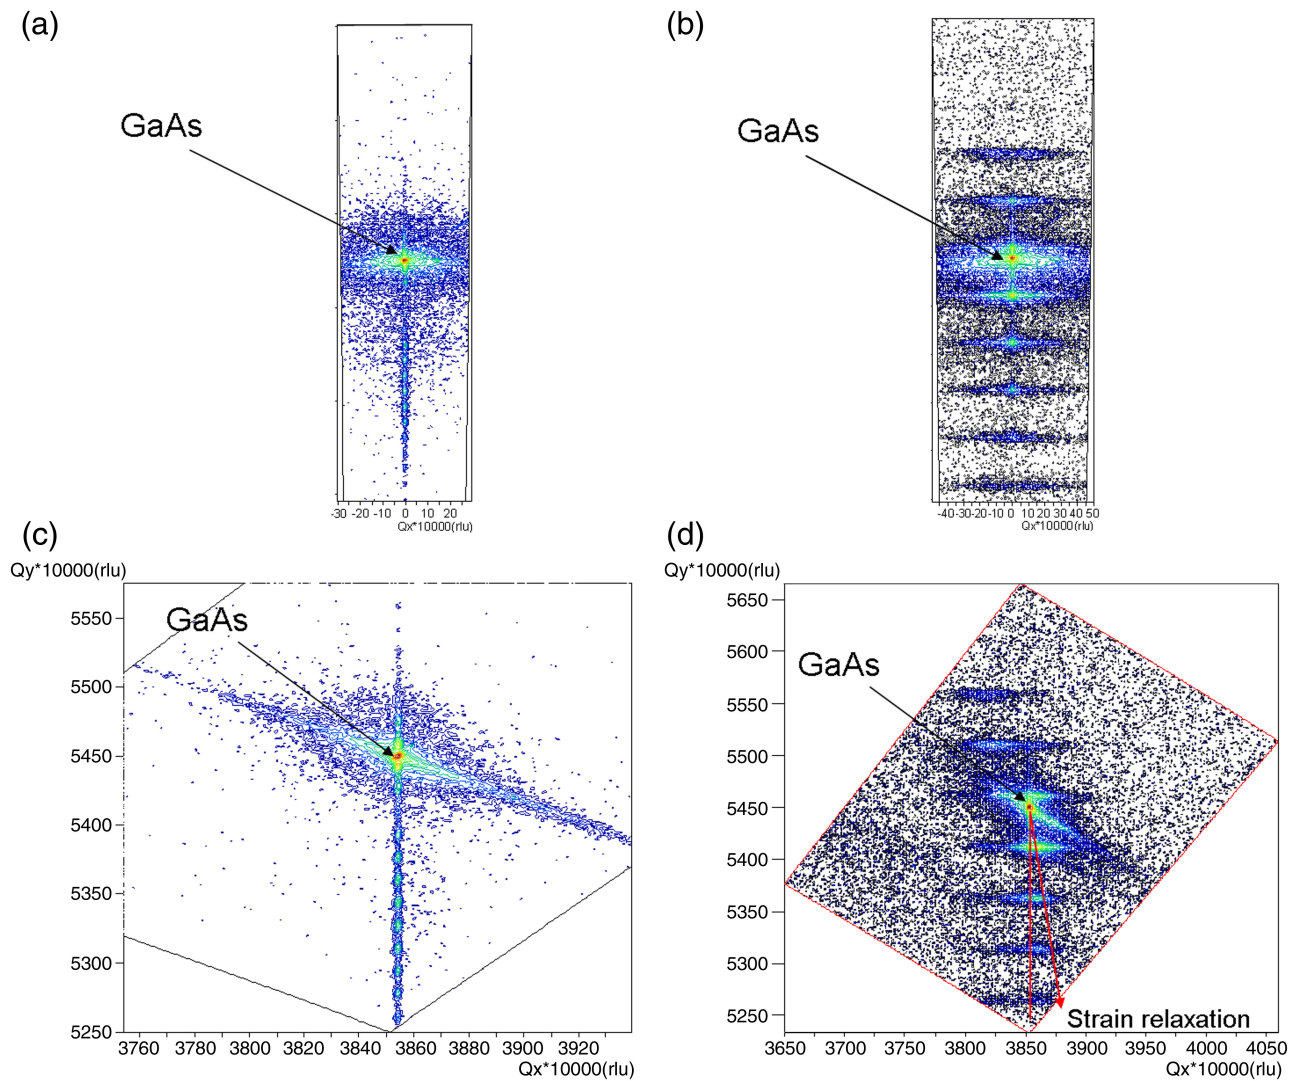 (a)
(b)
GaAs
GaAs
-30 -20 -10 0 10 20
Qx*10000(rlu)
-40-30-20-10 0 10 20 30 40 50
Qx*10000(rlu)
(c)
(d)
Qy*10000(rlu)
Qy*10000(rlu)
GaAs
GaAs
5550
5500
5450
5400
5350
5300
5250
5650
5600
5550
5500
5450
5400
5350
5300
5250
Strain relaxation
3760 3780 3800 3820 3840 3860 3880 3900 3920
Qx*10000(rlu)
3650 3700 3750 3800 3850 3900 3950 4000 4050
Qx*10000(rlu)